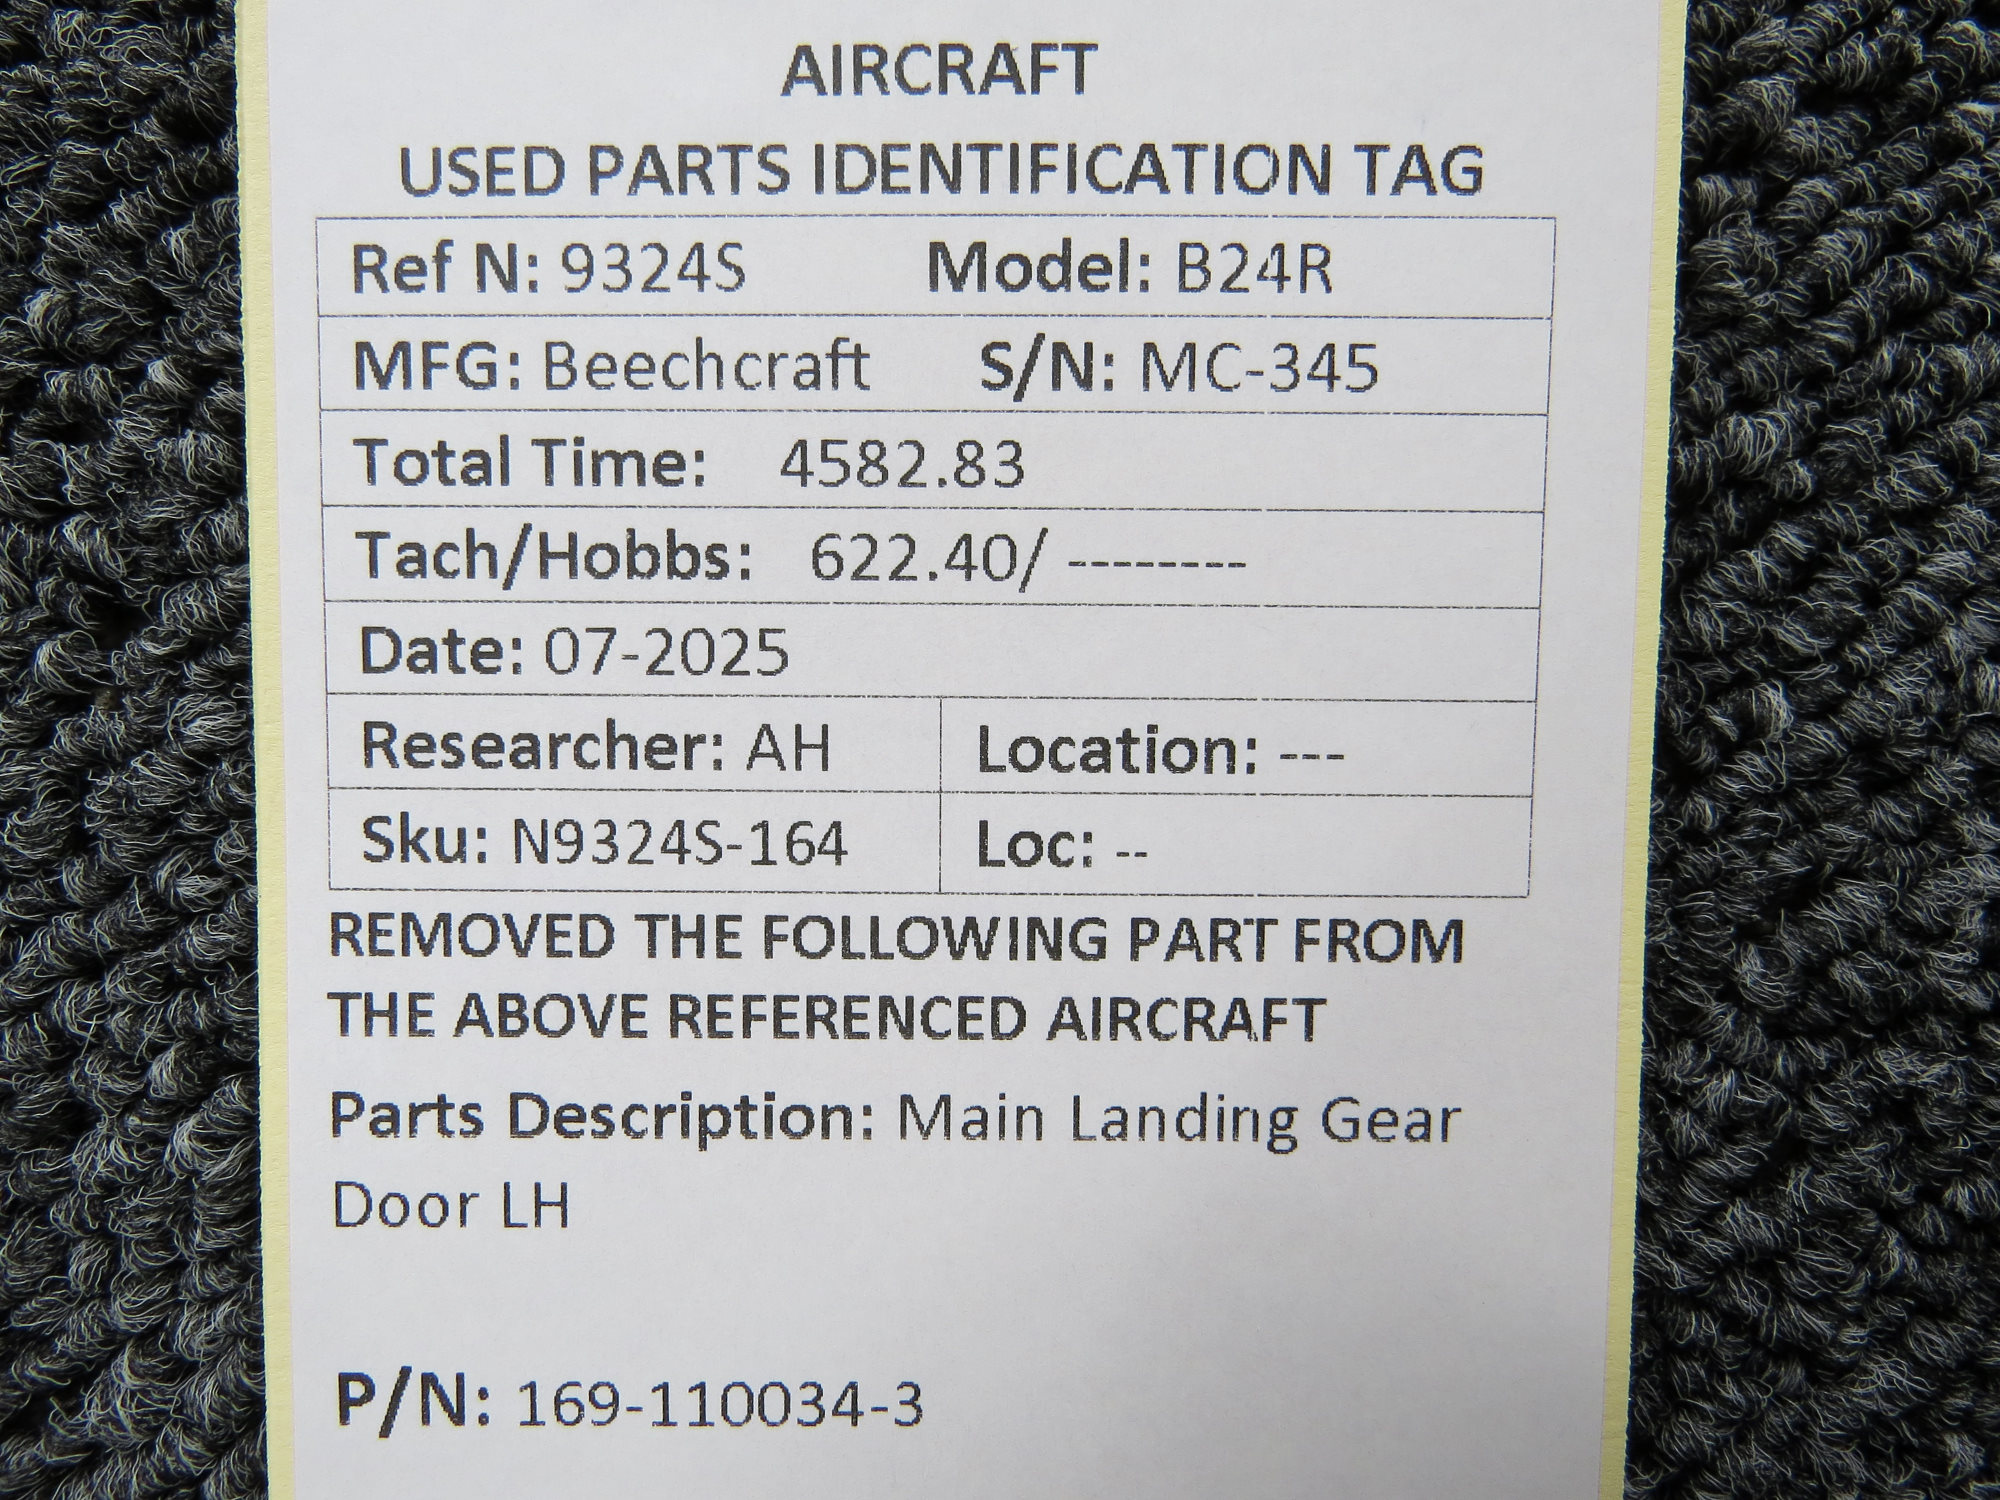 AIRCRAFT
USED PARTS IDENTIFICATION TAG
Ref N: 9324S Model: B24R
MFG: Beechcraft S/N: MC-345
Total Time: 4582.83
Tach/Hobbs: 622.40/ --------
Date: 07-2025
Researcher: AH Location: ---
Sku: N9324S-164 Loc: --
REMOVED THE FOLLOWING PART FROM
THE ABOVE REFERENCED AIRCRAFT
Parts Description: Main Landing Gear
Door LH
P/N: 169-110034-3